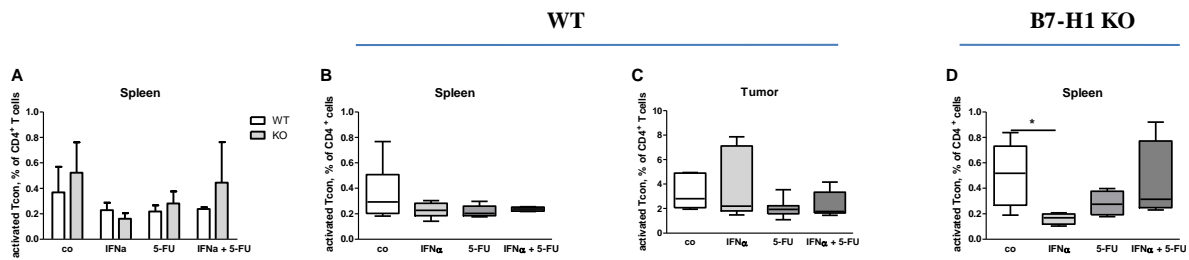 WT
B7-H1 KO
A
Spleen
activated Tcon, % of CD4⁺ T cells
1.0
0.8
0.6
0.4
0.2
0.0
co
IFNa
5-FU
IFNa + 5-FU
WT
KO
B
Spleen
activated Tcon, % of CD4⁺ cells
1.0
0.8
0.6
0.4
0.2
0.0
co
IFNα
5-FU
IFNα + 5-FU
C
Tumor
activated Tcon, % of CD4⁺ T cells
10
8
6
4
2
0
co
IFNα
5-FU
IFNα + 5-FU
D
Spleen
activated Tcon, % of CD4⁺ cells
1.0
0.8
0.6
0.4
0.2
0.0
*
co
IFNα
5-FU
IFNα + 5-FU